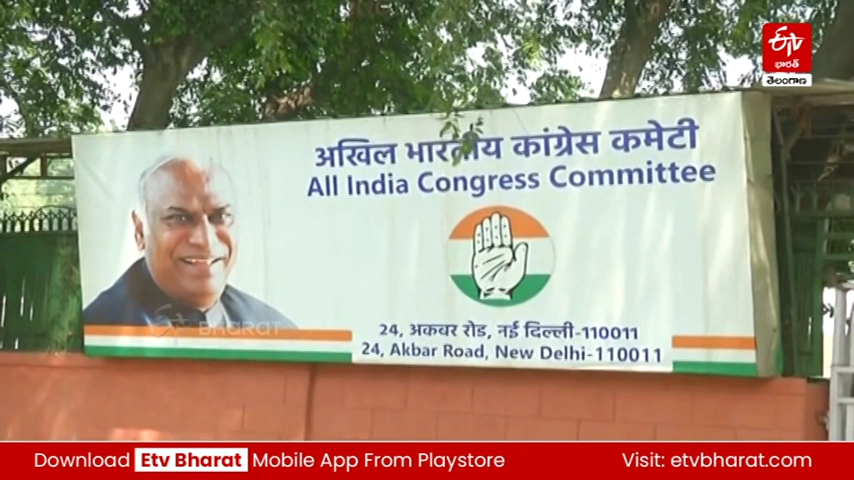 etv
భారత్
తెలంగాణ
अखिल भारतीय कांग्रेस कमेटी
All India Congress Committee
24, अकबर रोड, नई दिल्ली-110011
24, Akbar Road, New Delhi-110011
BHARAT
Download Etv Bharat Mobile App From Playstore
Visit: etvbharat.com